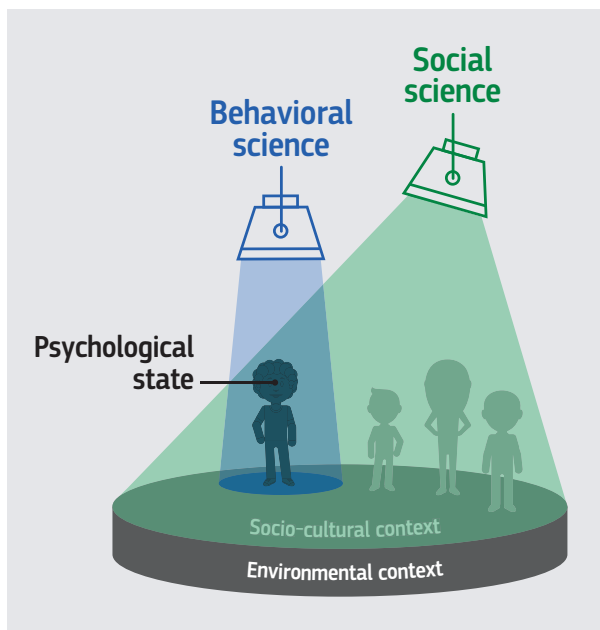 Social
science
Behavioral
science
Psychological
state
Socio-cultural context
Environmental context